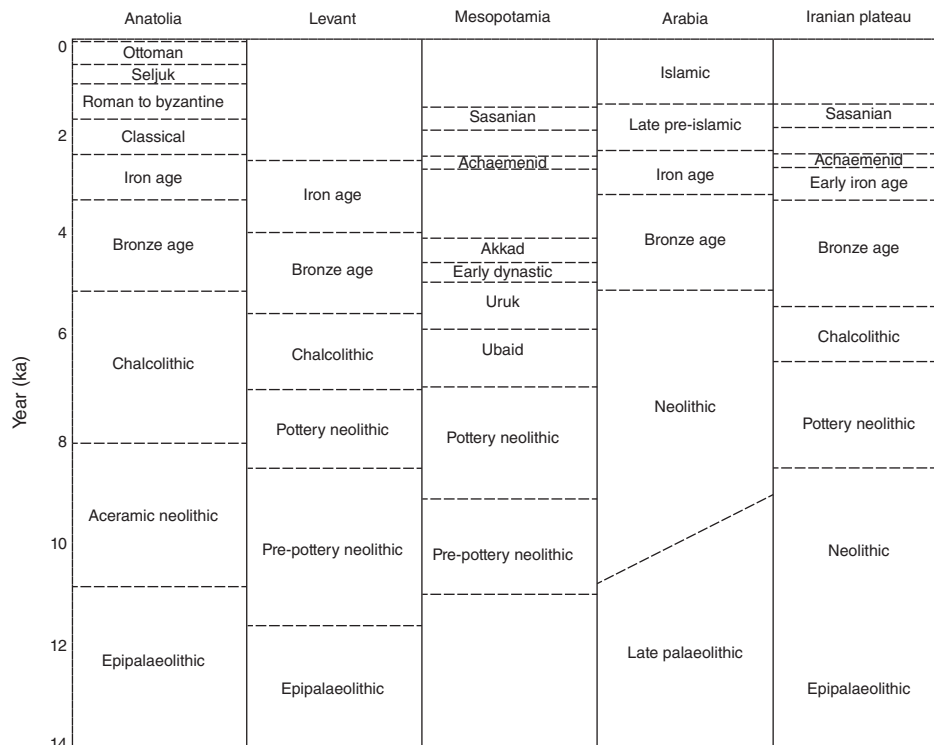 Anatolia
Levant
Mesopotamia
Arabia
Iranian plateau
Year (ka)
0
2
4
6
8
10
12
14
Ottoman
Seljuk
Roman to byzantine
Classical
Iron age
Bronze age
Chalcolithic
Aceramic neolithic
Epipalaeolithic
Iron age
Bronze age
Chalcolithic
Pottery neolithic
Pre-pottery neolithic
Epipalaeolithic
Sasanian
Achaemenid
Akkad
Early dynastic
Uruk
Ubaid
Pottery neolithic
Pre-pottery neolithic
Islamic
Late pre-islamic
Iron age
Bronze age
Neolithic
Late palaeolithic
Sasanian
Achaemenid
Early iron age
Bronze age
Chalcolithic
Pottery neolithic
Neolithic
Epipalaeolithic